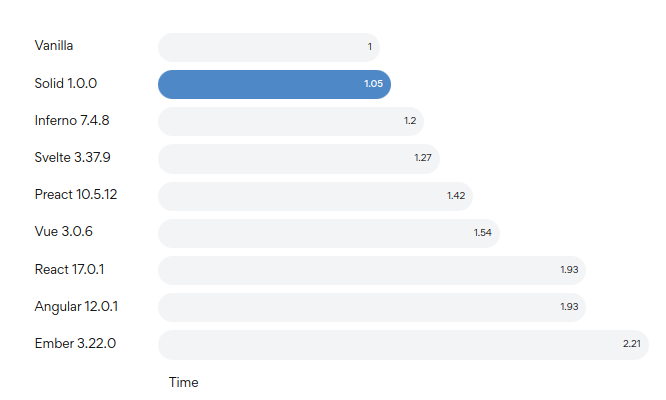 Vanilla 1
Solid 1.0.0 1.05
Inferno 7.4.8 1.2
Svelte 3.37.9 1.27
Preact 10.5.12 1.42
Vue 3.0.6 1.54
React 17.0.1 1.93
Angular 12.0.1 1.93
Ember 3.22.0 2.21
Time